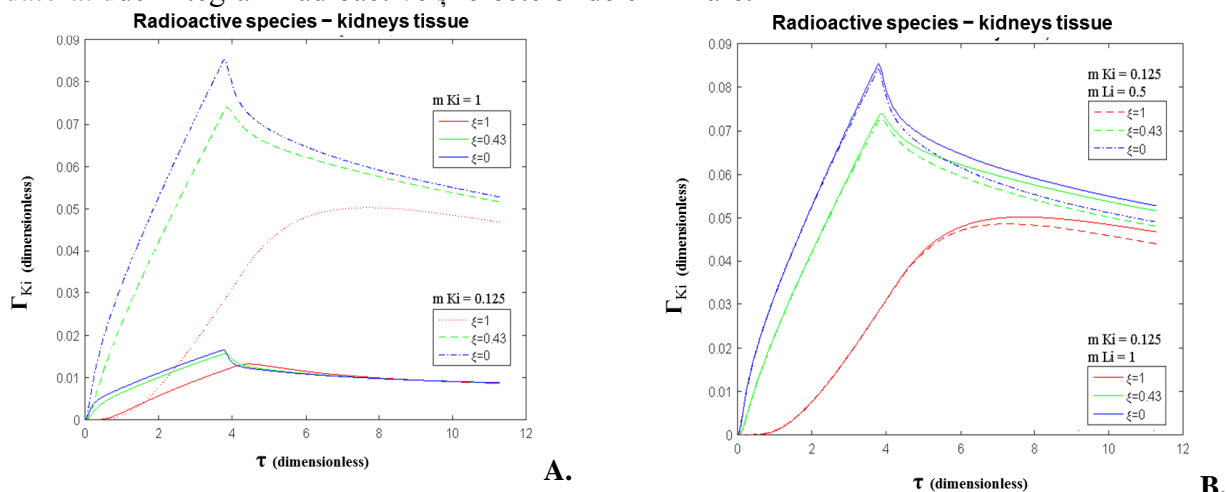 Radioactive species – kidneys tissue
0.09
0.08
0.07
0.06
0.05
0.04
0.03
0.02
0.01
0
Γ Ki (dimensionless)
m Ki = 1
ξ=1
ξ=0.43
ξ=0
m Ki = 0.125
ξ=1
ξ=0.43
ξ=0
0 2 4 6 8 10 12
τ (dimensionless)
A.
Radioactive species – kidneys tissue
0.09
0.08
0.07
0.06
0.05
0.04
0.03
0.02
0.01
0
Γ Ki (dimensionless)
m Ki = 0.125
m Li = 0.5
ξ=1
ξ=0.43
ξ=0
m Ki = 0.125
m Li = 1
ξ=1
ξ=0.43
ξ=0
0 2 4 6 8 10 12
τ (dimensionless)
B.